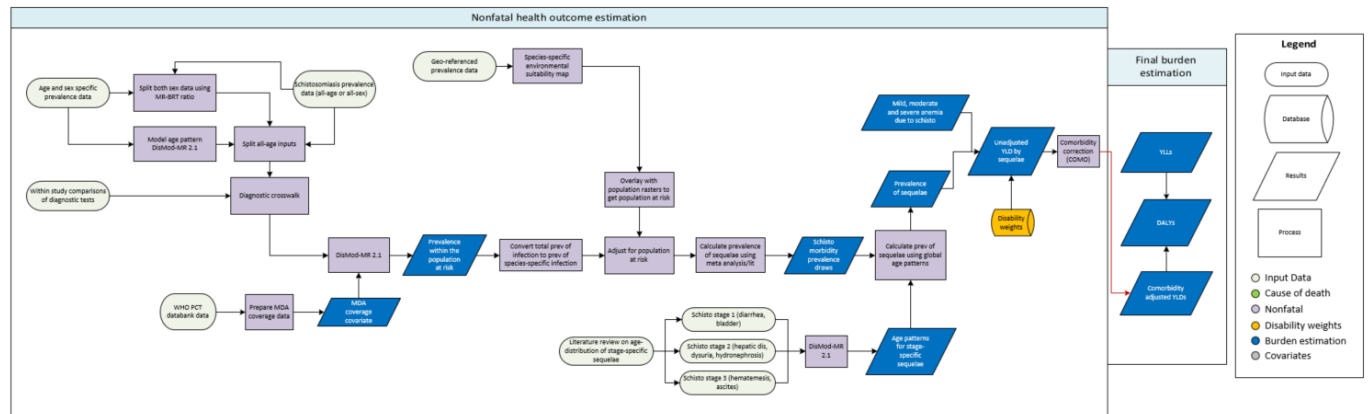 Nonfatal health outcome estimation
Geo-referenced
prevalence data
Species-specific
environmental
suitability map
Age and sex specific
prevalence data
Split both sex data using
MR-BRT ratio
Schistosomiasis prevalence
data (all-age or all-sex)
Model age pattern
DisMod-MR 2.1
Split all-age inputs
Within study comparisons
of diagnostic tests
Diagnostic crosswalk
Overlay with
population rasters to
get population at risk
Mild, moderate
and severe anemia
due to schisto
Unadjusted
YLD by
sequelae
Comorbidity
correction
(COMO)
Prevalence
of sequelae
Disability
weights
DisMod-MR 2.1
Prevalence
within the
population
at risk
Convert total prev of
infection to prev of
species-specific infection
Adjust for population
at risk
Calculate prevalence
of sequelae using
meta analysis/lit
Schisto
morbidity
prevalence
draws
Calculate prev
of sequelae using
global age
patterns
WHO PCT
databank data
Prepare MDA
coverage data
MDA
coverage
covariate
Literature review on age-
distribution of stage-specific
sequelae
Schisto stage 1 (diarrhea,
bladder)
Schisto stage 2 (hepatic dis,
dysuria, hydronephrosis)
Schisto stage 3 (hematemesis,
ascites)
DisMod-MR
2.1
Age patterns
for stage-
specific
sequelae
Final burden
estimation
YLLs
DALYs
Comorbidity
adjusted YLDs
Legend
Input data
Database
Results
Process
Input Data
Cause of death
Nonfatal
Disability weights
Burden estimation
Covariates